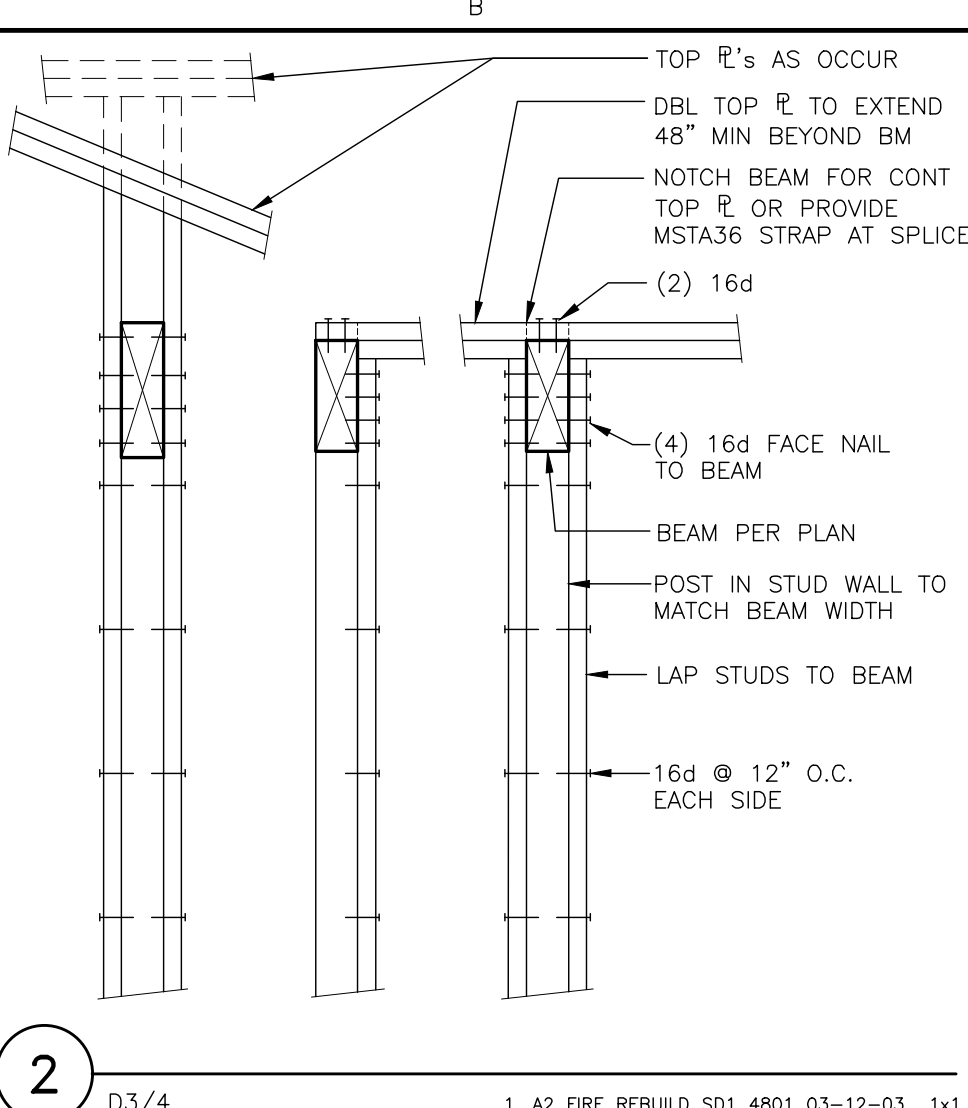 B
TOP ⅊'s AS OCCUR
DBL TOP ⅊ TO EXTEND
48” MIN BEYOND BM
NOTCH BEAM FOR CONT
TOP ⅊ OR PROVIDE
MSTA36 STRAP AT SPLICE
(2) 16d
(4) 16d FACE NAIL
TO BEAM
BEAM PER PLAN
POST IN STUD WALL TO
MATCH BEAM WIDTH
LAP STUDS TO BEAM
16d @ 12” O.C.
EACH SIDE
2
D3/4
1 A2 FIRE REBUILD SD1 4801 03-12-03 1x1